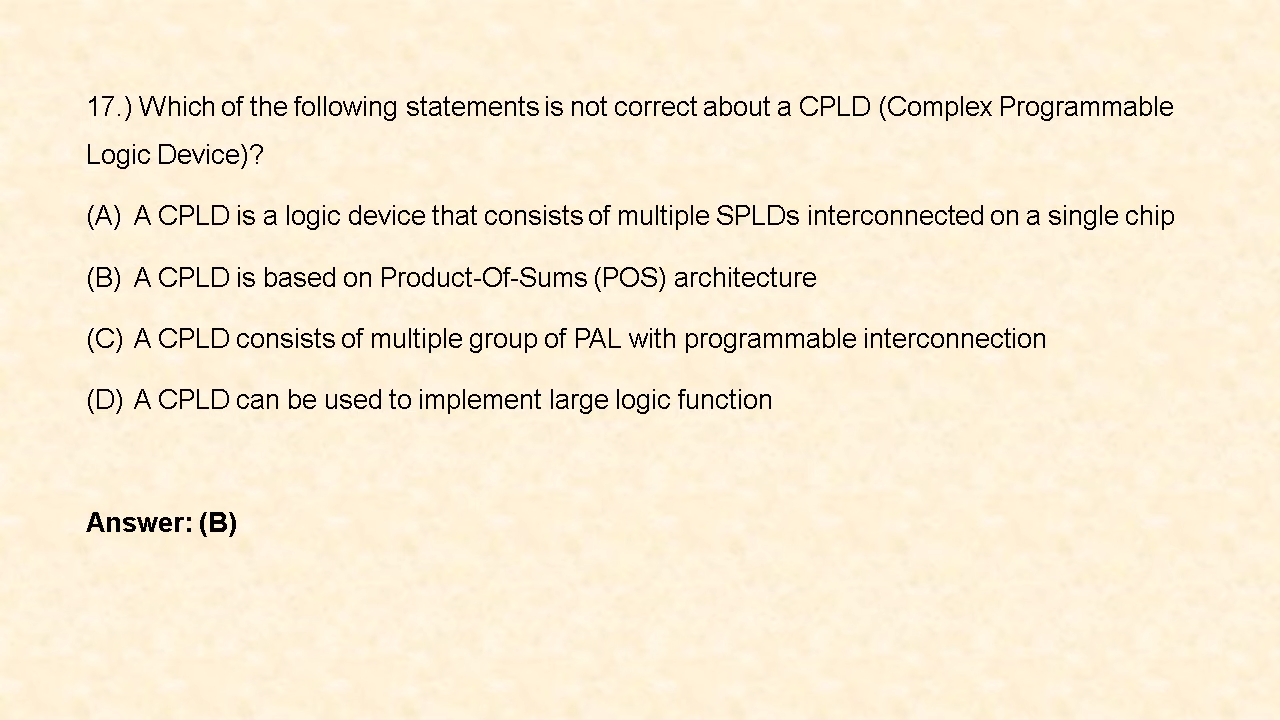 17.) Which of the following statements is not correct about a CPLD (Complex Programmable
Logic Device)?
(A) A CPLD is a logic device that consists of multiple SPLDs interconnected on a single chip
(B) A CPLD is based on Product-Of-Sums (POS) architecture
(C) A CPLD consists of multiple group of PAL with programmable interconnection
(D) A CPLD can be used to implement large logic function
Answer: (B)